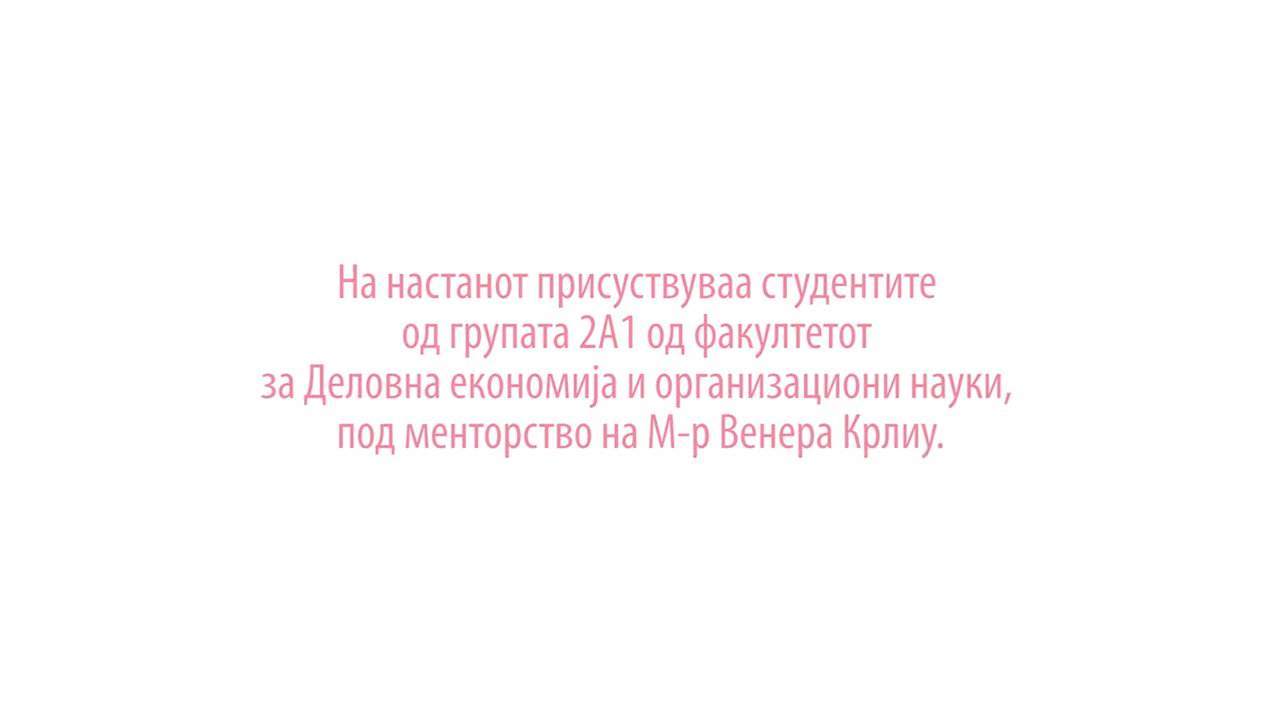 На настанот присуствуваа студентите
од групата 2А1 од факултетот
за Деловна економија и организациони науки,
под менторство на М-р Венера Крлиу.